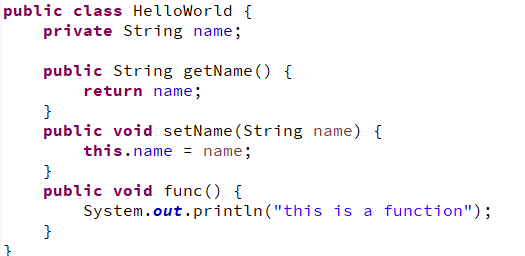 public class HelloWorld {
    private String name;

    public String getName() {
        return name;
    }
    public void setName(String name) {
        this.name = name;
    }
    public void func() {
        System.out.println("this is a function");
    }
}